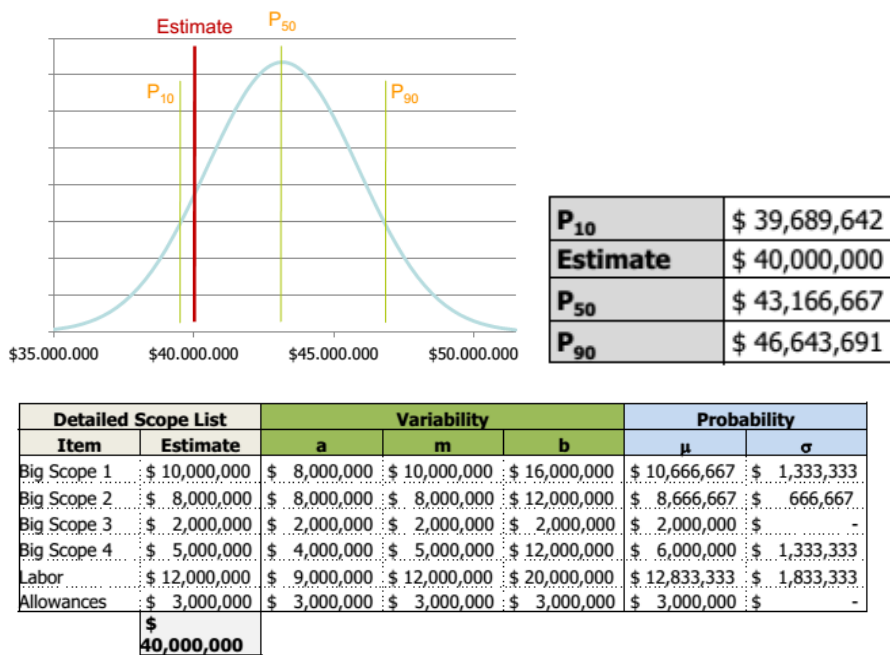 Estimate
P50
P10
P90
$35.000.000 $40.000.000 $45.000.000 $50.000.000
P10 $ 39,689,642
Estimate $ 40,000,000
P50 $ 43,166,667
P90 $ 46,643,691
Detailed Scope List Variability Probability
Item Estimate a m b μ σ
Big Scope 1 $ 10,000,000 $ 8,000,000 $ 10,000,000 $ 16,000,000 $ 10,666,667 $ 1,333,333
Big Scope 2 $ 8,000,000 $ 8,000,000 $ 8,000,000 $ 12,000,000 $ 8,666,667 $ 666,667
Big Scope 3 $ 2,000,000 $ 2,000,000 $ 2,000,000 $ 2,000,000 $ 2,000,000 $ -
Big Scope 4 $ 5,000,000 $ 4,000,000 $ 5,000,000 $ 12,000,000 $ 6,000,000 $ 1,333,333
Labor $ 12,000,000 $ 9,000,000 $ 12,000,000 $ 20,000,000 $ 12,833,333 $ 1,833,333
Allowances $ 3,000,000 $ 3,000,000 $ 3,000,000 $ 3,000,000 $ 3,000,000 $ -
$
40,000,000